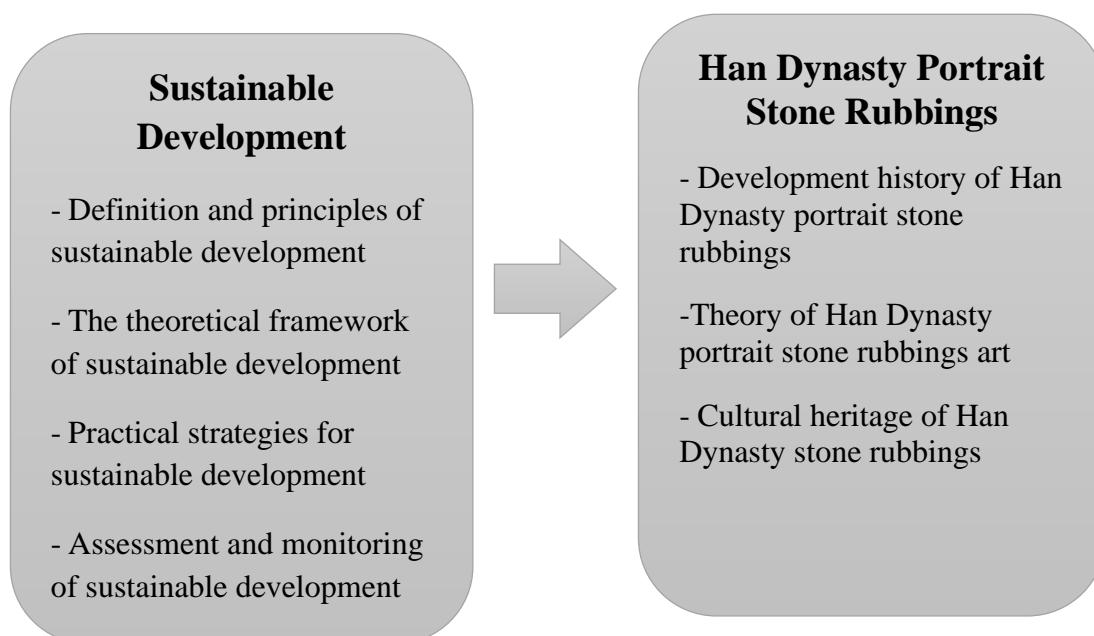 Sustainable
Development
- Definition and principles of
sustainable development
- The theoretical framework
of sustainable development
- Practical strategies for
sustainable development
- Assessment and monitoring
of sustainable development
Han Dynasty Portrait
Stone Rubbings
- Development history of Han
Dynasty portrait stone
rubbings
-Theory of Han Dynasty
portrait stone rubbings art
- Cultural heritage of Han
Dynasty stone rubbings